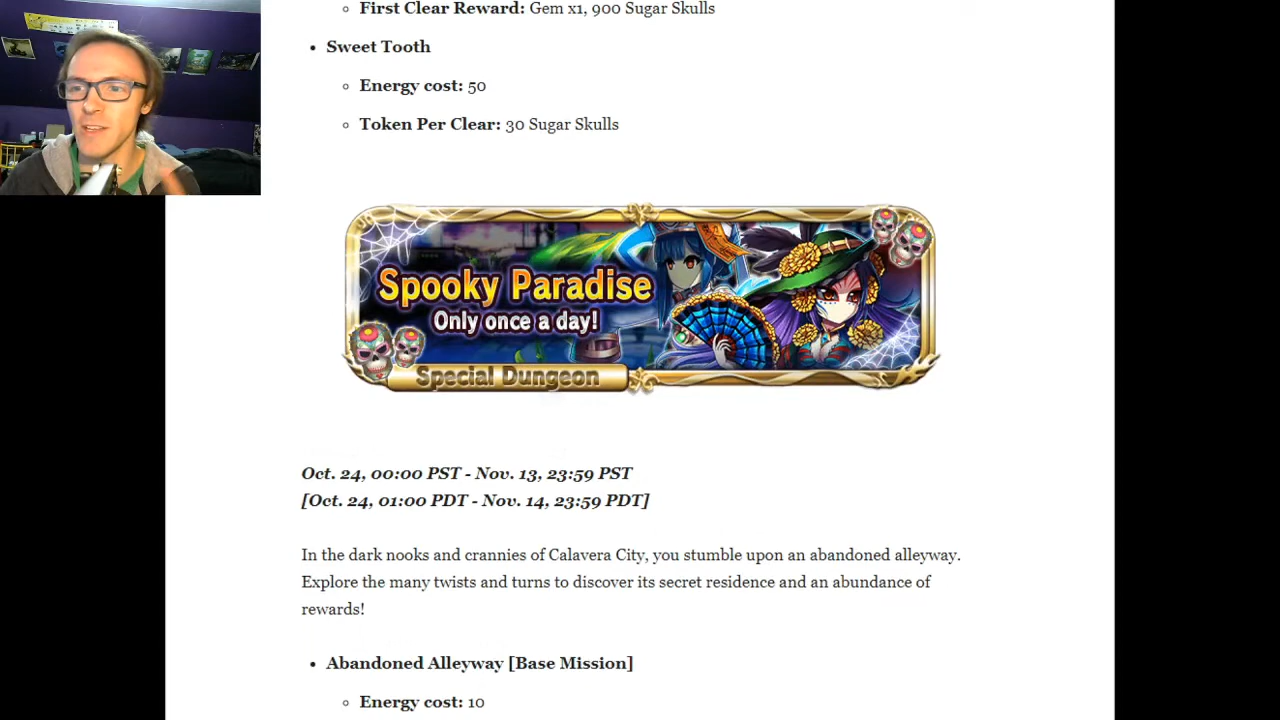 First Clear Reward: Gem x1, 900 Sugar Skulls
Sweet Tooth
Energy cost: 50
Token Per Clear: 30 Sugar Skulls
Spooky Paradise
Only once a day!
Special Dungeon
Oct. 24, 00:00 PST - Nov. 13, 23:59 PST
[Oct. 24, 01:00 PDT - Nov. 14, 23:59 PDT]
In the dark nooks and crannies of Calavera City, you stumble upon an abandoned alleyway.
Explore the many twists and turns to discover its secret residence and an abundance of
rewards!
Abandoned Alleyway [Base Mission]
Energy cost: 10